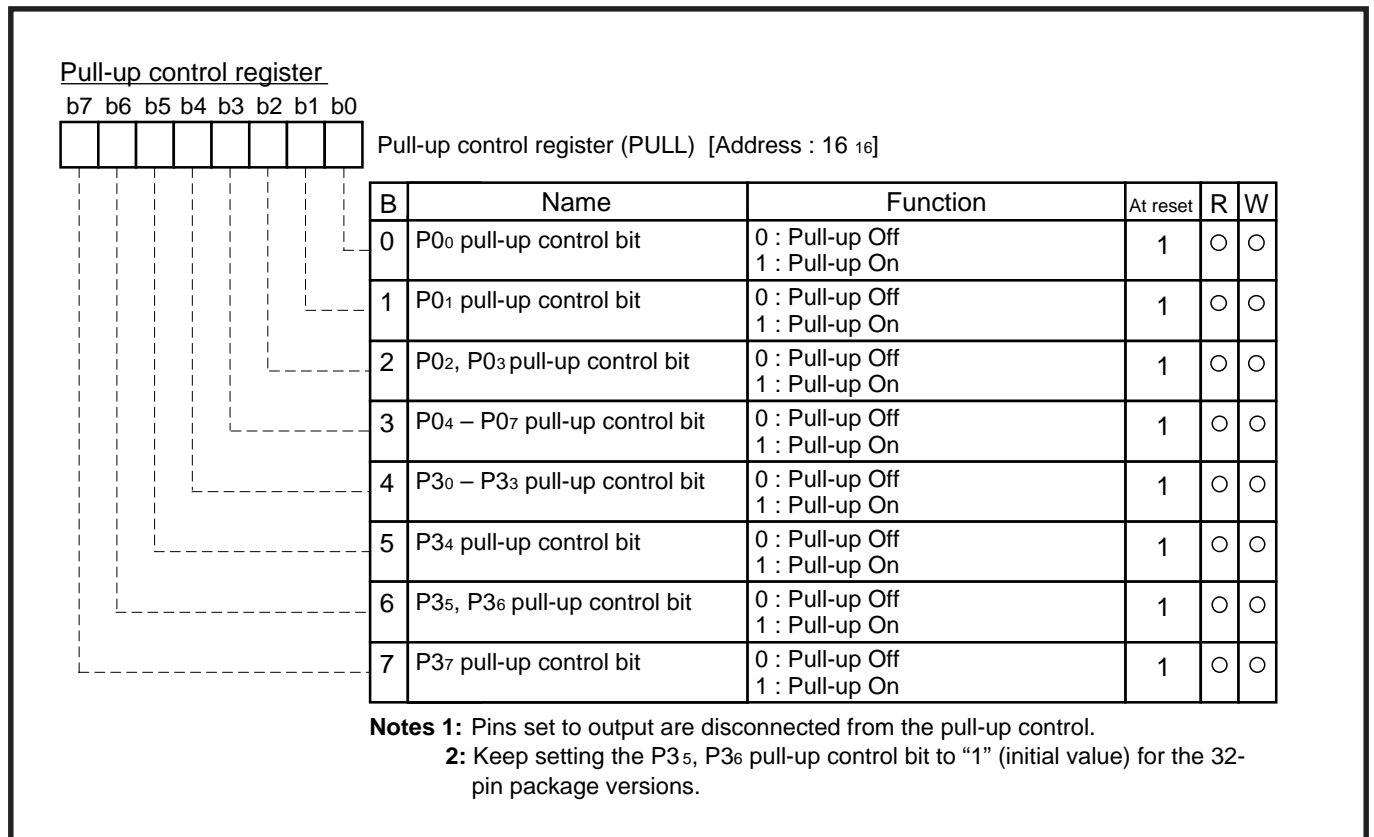 Pull-up control register
b7 b6 b5 b4 b3 b2 b1 b0
Pull-up control register (PULL) [Address : 16 16]
B Name Function At reset R W
0 P00 pull-up control bit 0 : Pull-up Off 1 ○ ○
1 : Pull-up On
1 P01 pull-up control bit 0 : Pull-up Off 1 ○ ○
1 : Pull-up On
2 P02, P03 pull-up control bit 0 : Pull-up Off 1 ○ ○
1 : Pull-up On
3 P04 – P07 pull-up control bit 0 : Pull-up Off 1 ○ ○
1 : Pull-up On
4 P30 – P33 pull-up control bit 0 : Pull-up Off 1 ○ ○
1 : Pull-up On
5 P34 pull-up control bit 0 : Pull-up Off 1 ○ ○
1 : Pull-up On
6 P35, P36 pull-up control bit 0 : Pull-up Off 1 ○ ○
1 : Pull-up On
7 P37 pull-up control bit 0 : Pull-up Off 1 ○ ○
1 : Pull-up On
Notes 1: Pins set to output are disconnected from the pull-up control.
2: Keep setting the P35, P36 pull-up control bit to “1” (initial value) for the 32-
pin package versions.